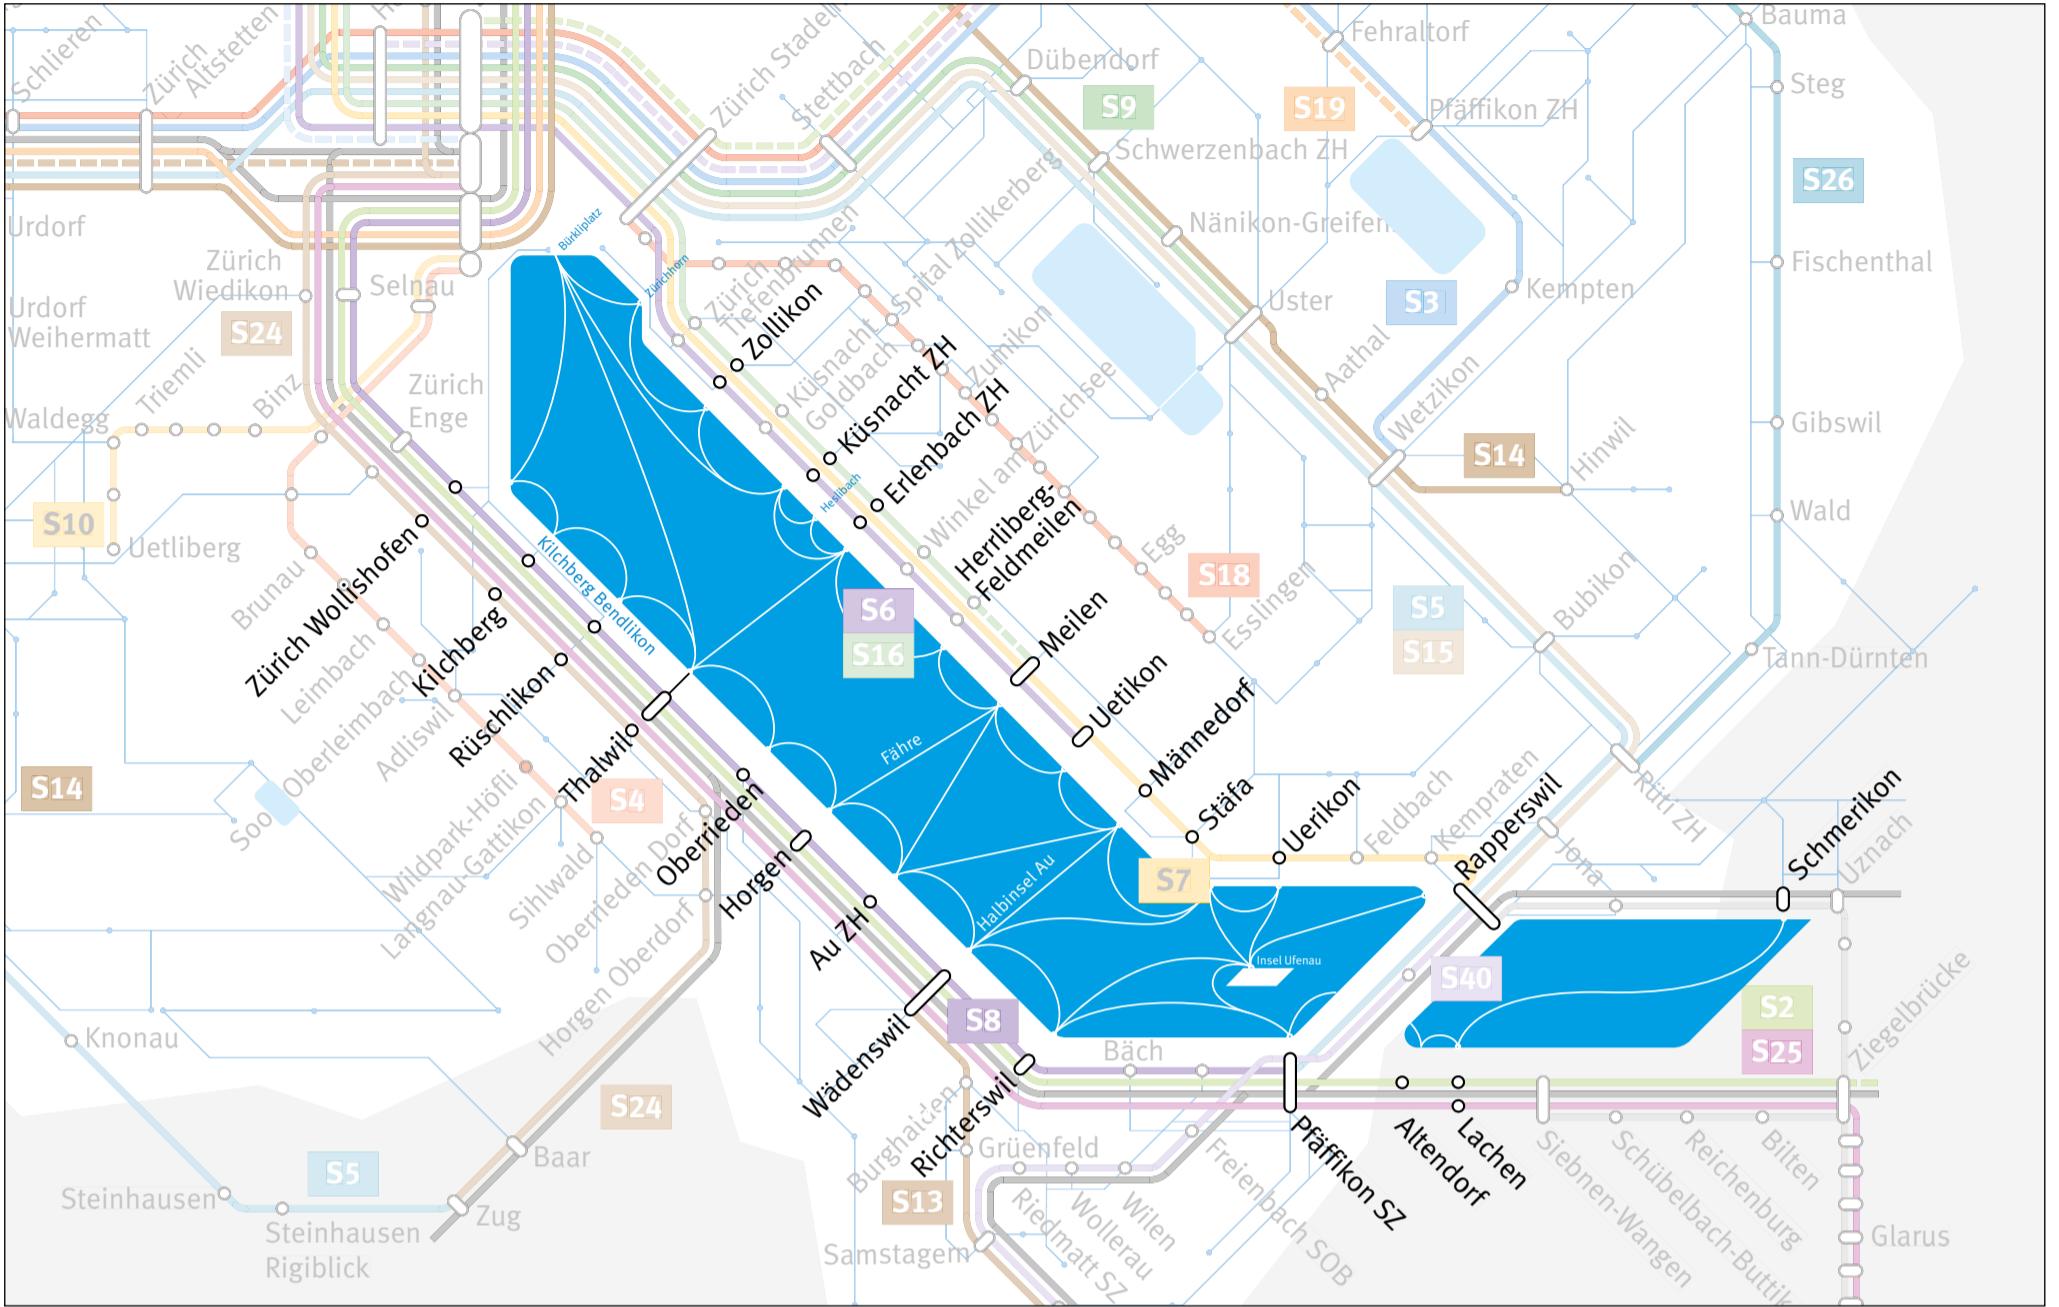 Schlieren
Zürich
Altstetten
Zürich Stadelh
Stettbach
Dübendorf
S9
Schwerzenbach ZH
Nänikon-Greifen
Fehraltorf
S19
Pfäffikon ZH
Bauma
Steg
S26
Fischenthal
Gibswil
Wald
Tann-Dürnten
Urdorf
Zürich
Wiedikon
Selnau
Urdorf
Weihermatt
S24
Triemli
Binz
Waldegg
Zürich
Enge
S10
Uetliberg
Bürkliplatz
Zürichhorn
Zürich
Tiefenbrunnen
Zollikon
Spital Zollikerberg
Küsnacht
Goldbach
Küsnacht ZH
Zumikon
Erlenbach ZH
Heslibach
Winkel am Zürichsee
Herrliberg-
Feldmeilen
Egg
S18
Esslingen
Uster
Aathal
S3
Kempten
Wetzikon
S14
Hinwil
S5
S15
Bubikon
Brunau
Zürich Wollishofen
Kilchberg Bendlikon
Leimbach
Kilchberg
Oberleimbach
Adliswil
Rüschlikon
S14
Soo
Wildpark-Höfli
Langnau-Gattikon
Thalwil
S4
Sihlwald
Oberrieden Dorf
Oberrieden
Horgen Oberdorf
Horgen
Au ZH
S6
S16
Fähre
Halbinsel Au
Meilen
Uetikon
Männedorf
Stäfa
S7
Uerikon
Feldbach
Kempraten
Rapperswil
Jona
Rüti ZH
Schmerikon
Uznach
Insel Ufenau
S40
S2
S25
Ziegelbrücke
Knonau
Wädenswil
S8
Bäch
Richterswil
Burghalden
S24
Baar
S5
Steinhausen
Steinhausen
Rigiblick
Zug
S13
Grüenfeld
Samstagern
Riedmatt SZ
Wollerau
Wilen
Freienbach SOB
Pfäffikon SZ
Altendorf
Lachen
Siebnen-Wangen
Schübelbach-Buttik
Reichenburg
Bilten
Glarus